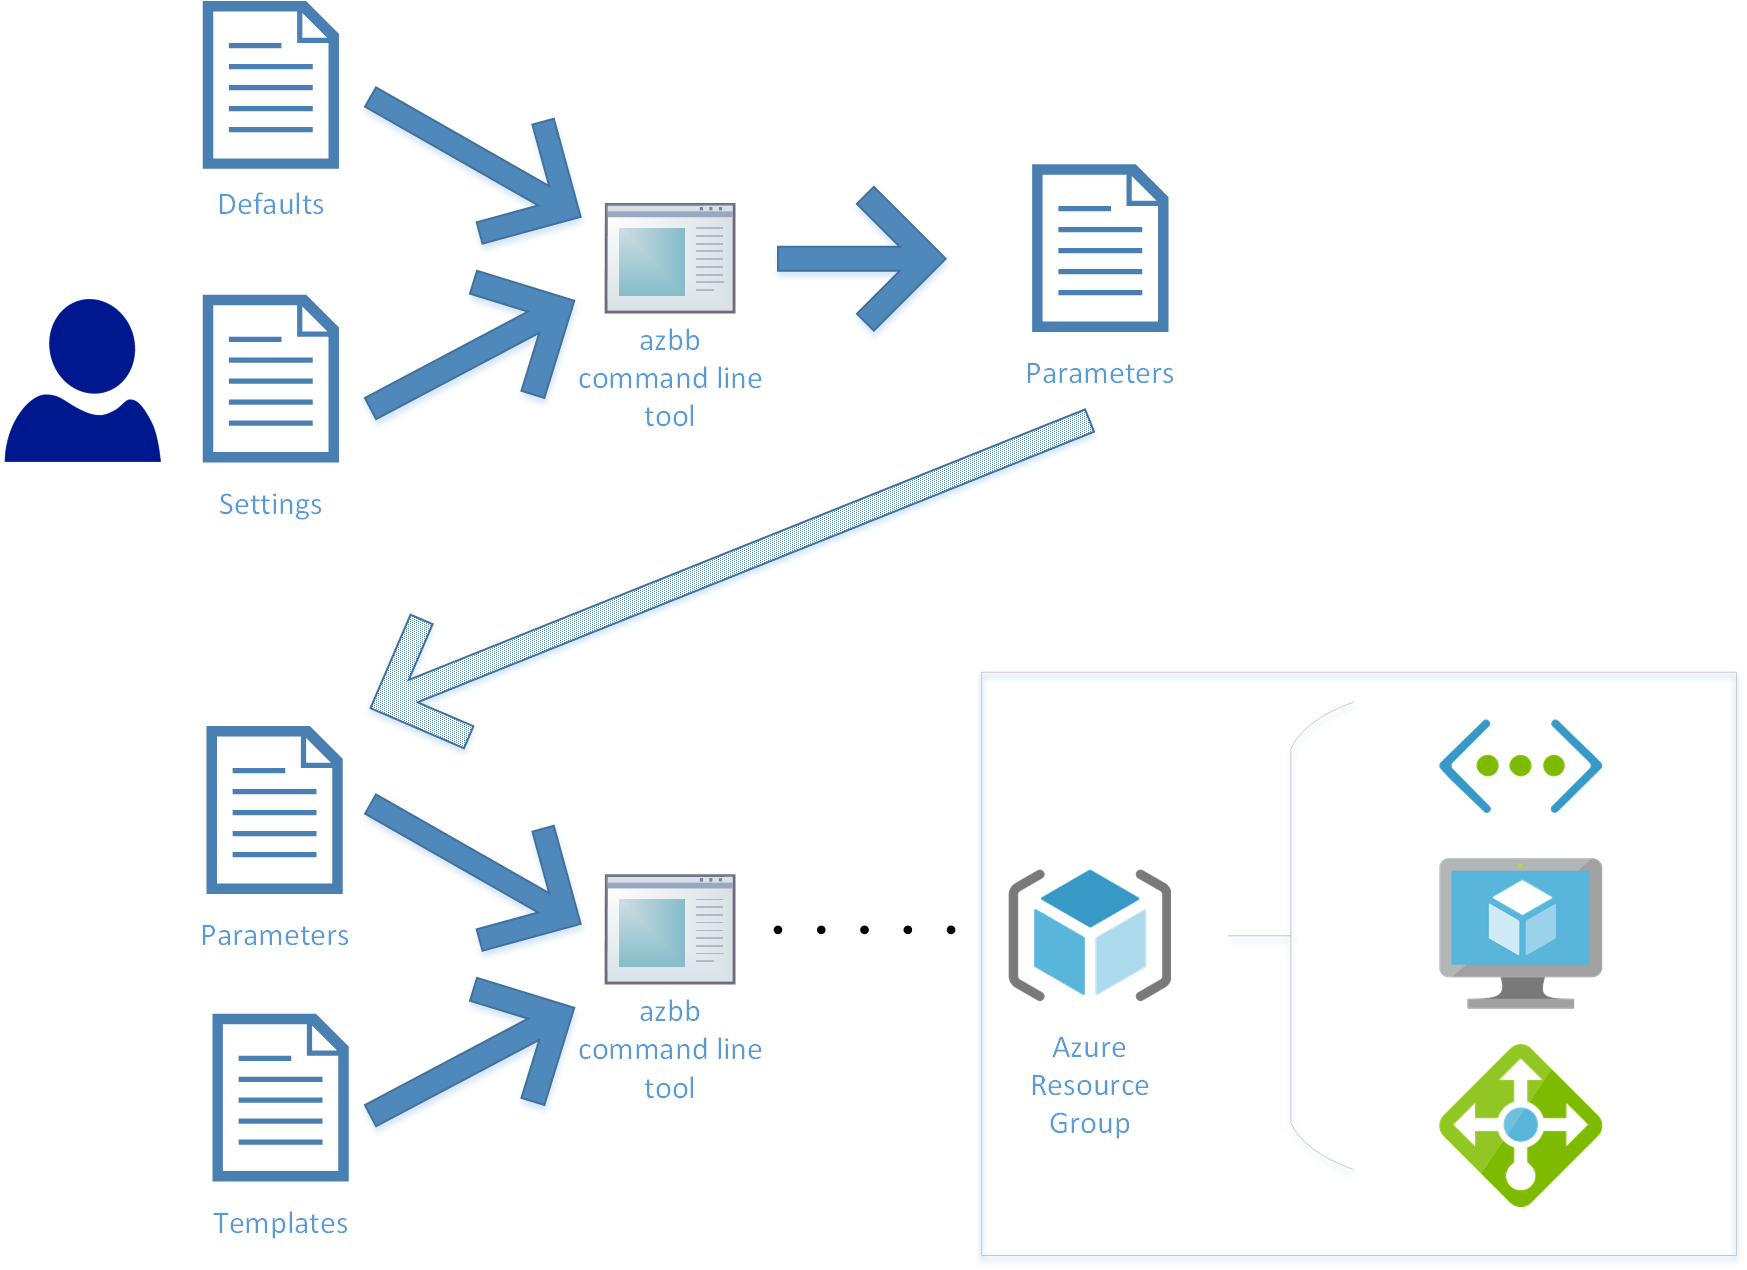 Defaults
azbb
command line
tool
Parameters
Settings
Parameters
azbb
command line
tool
Azure
Resource
Group
Templates